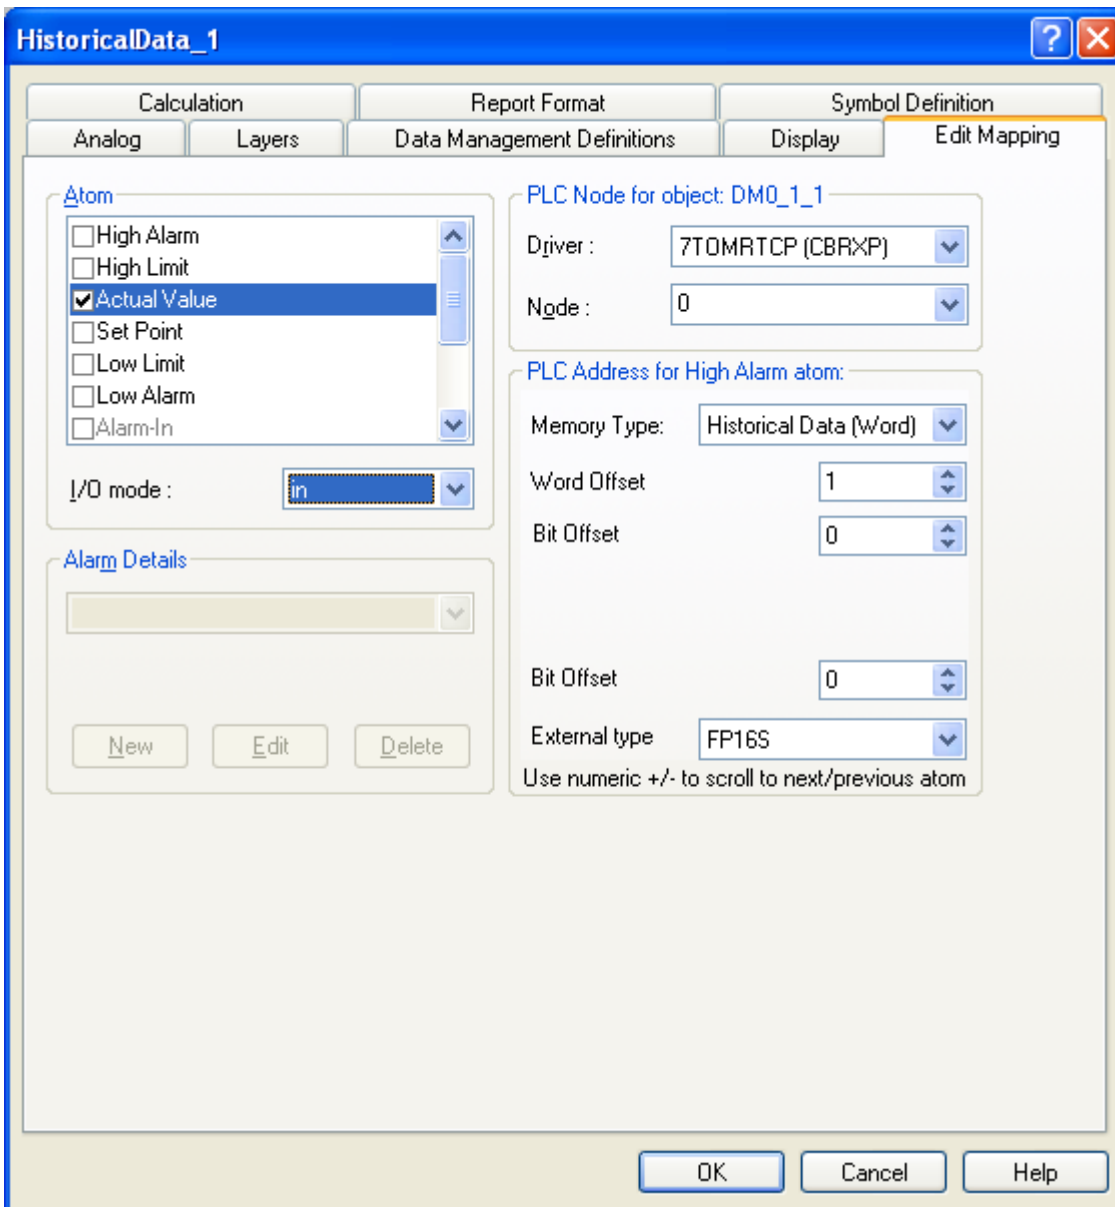 HistoricalData_1
Calculation Report Format Symbol Definition
Analog Layers Data Management Definitions Display Edit Mapping
Atom
High Alarm
High Limit
Actual Value
Set Point
Low Limit
Low Alarm
Alarm-In
I/O mode : in
Alarm Details
New Edit Delete
PLC Node for object: DM0_1_1
Driver : 7TOMRTCP (CBRXP)
Node : 0
PLC Address for High Alarm atom:
Memory Type: Historical Data (Word)
Word Offset 1
Bit Offset 0
Bit Offset 0
External type FP16S
Use numeric +/- to scroll to next/previous atom
OK Cancel Help